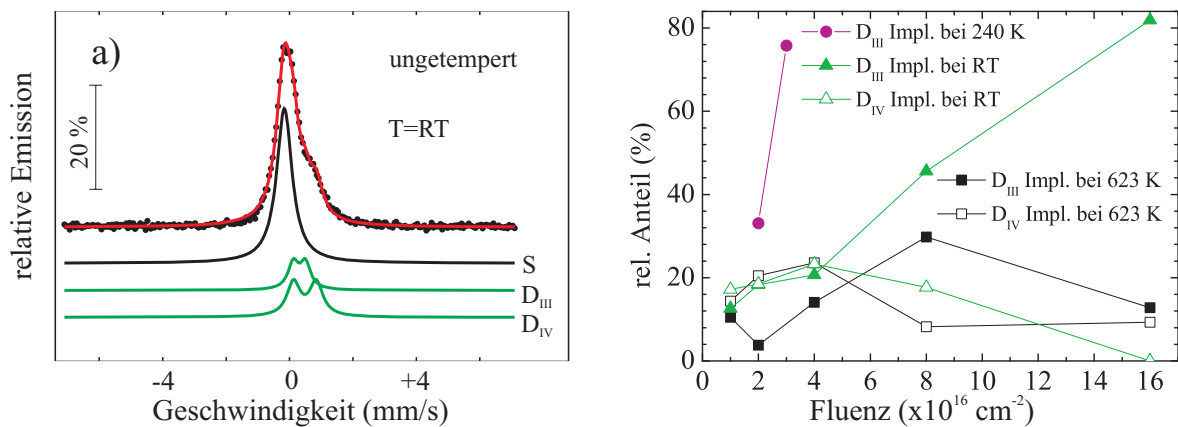 a)
ungetempert
T=RT
20 %
relative Emission
S
D_III
D_IV
-4 0 +4
Geschwindigkeit (mm/s)
80
60
40
20
0
rel. Anteil (%)
D_III Impl. bei 240 K
D_III Impl. bei RT
D_IV Impl. bei RT
D_III Impl. bei 623 K
D_IV Impl. bei 623 K
0 2 4 6 8 10 12 14 16
Fluenz (x10^16 cm^-2)